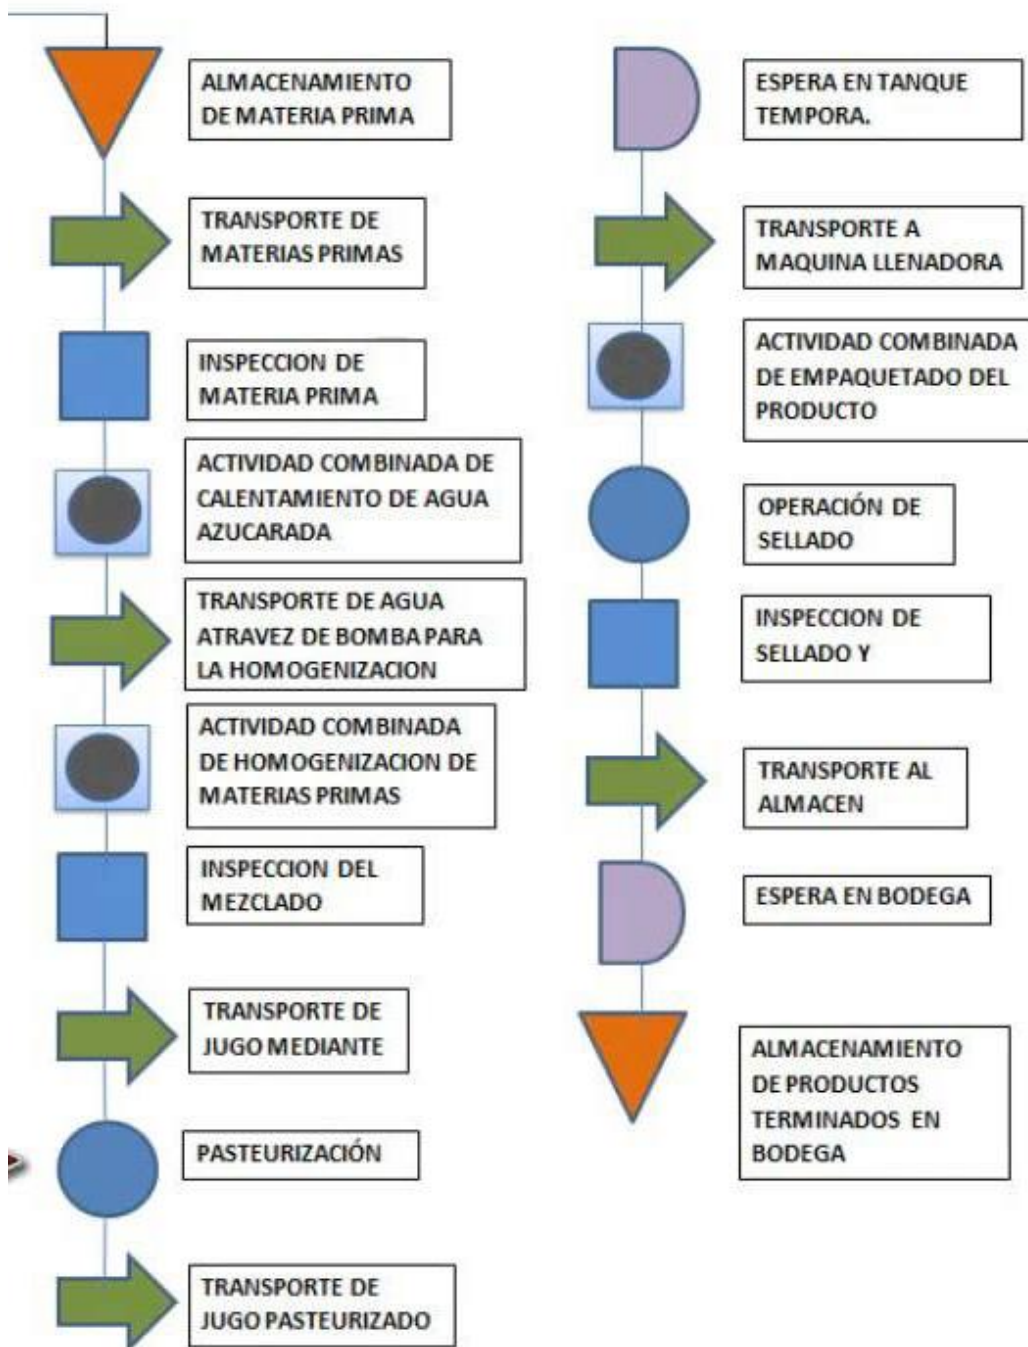 ALMACENAMIENTO
DE MATERIA PRIMA
TRANSPORTE DE
MATERIAS PRIMAS
INSPECCION DE
MATERIA PRIMA
ACTIVIDAD COMBINADA DE
CALENTAMIENTO DE AGUA
AZUCARADA
TRANSPORTE DE AGUA
ATRAVEZ DE BOMBA PARA
LA HOMOGENIZACION
ACTIVIDAD COMBINADA
DE HOMOGENIZACION DE
MATERIAS PRIMAS
INSPECCION DEL
MEZCLADO
TRANSPORTE DE
JUGO MEDIANTE
PASTEURIZACIÓN
TRANSPORTE DE
JUGO PASTEURIZADO
ESPERA EN TANQUE
TEMPORA.
TRANSPORTE A
MAQUINA LLENADORA
ACTIVIDAD COMBINADA
DE EMPAQUETADO DEL
PRODUCTO
OPERACIÓN DE
SELLADO
INSPECCION DE
SELLADO Y
TRANSPORTE AL
ALMACEN
ESPERA EN BODEGA
ALMACENAMIENTO
DE PRODUCTOS
TERMINADOS EN
BODEGA